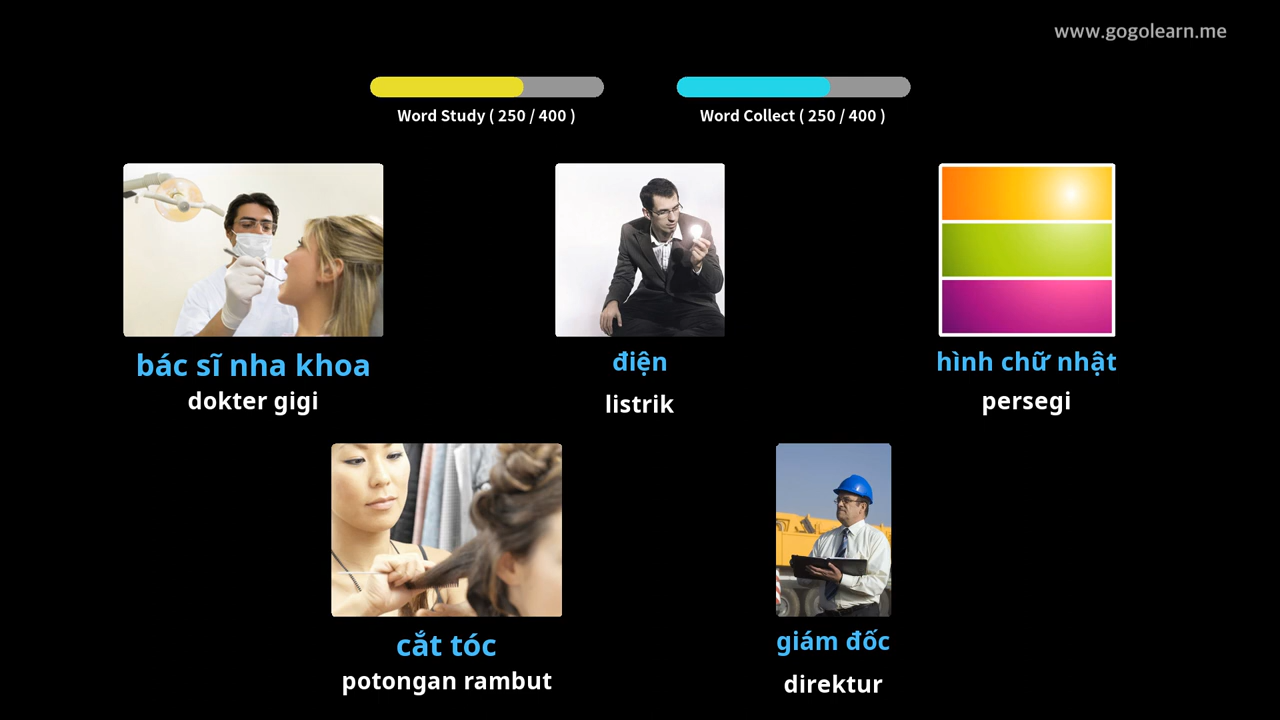 www.gogolearn.me
Word Study ( 250 / 400 )
Word Collect ( 250 / 400 )
bác sĩ nha khoa
dokter gigi
điện
listrik
hình chữ nhật
persegi
cắt tóc
potongan rambut
giám đốc
direktur